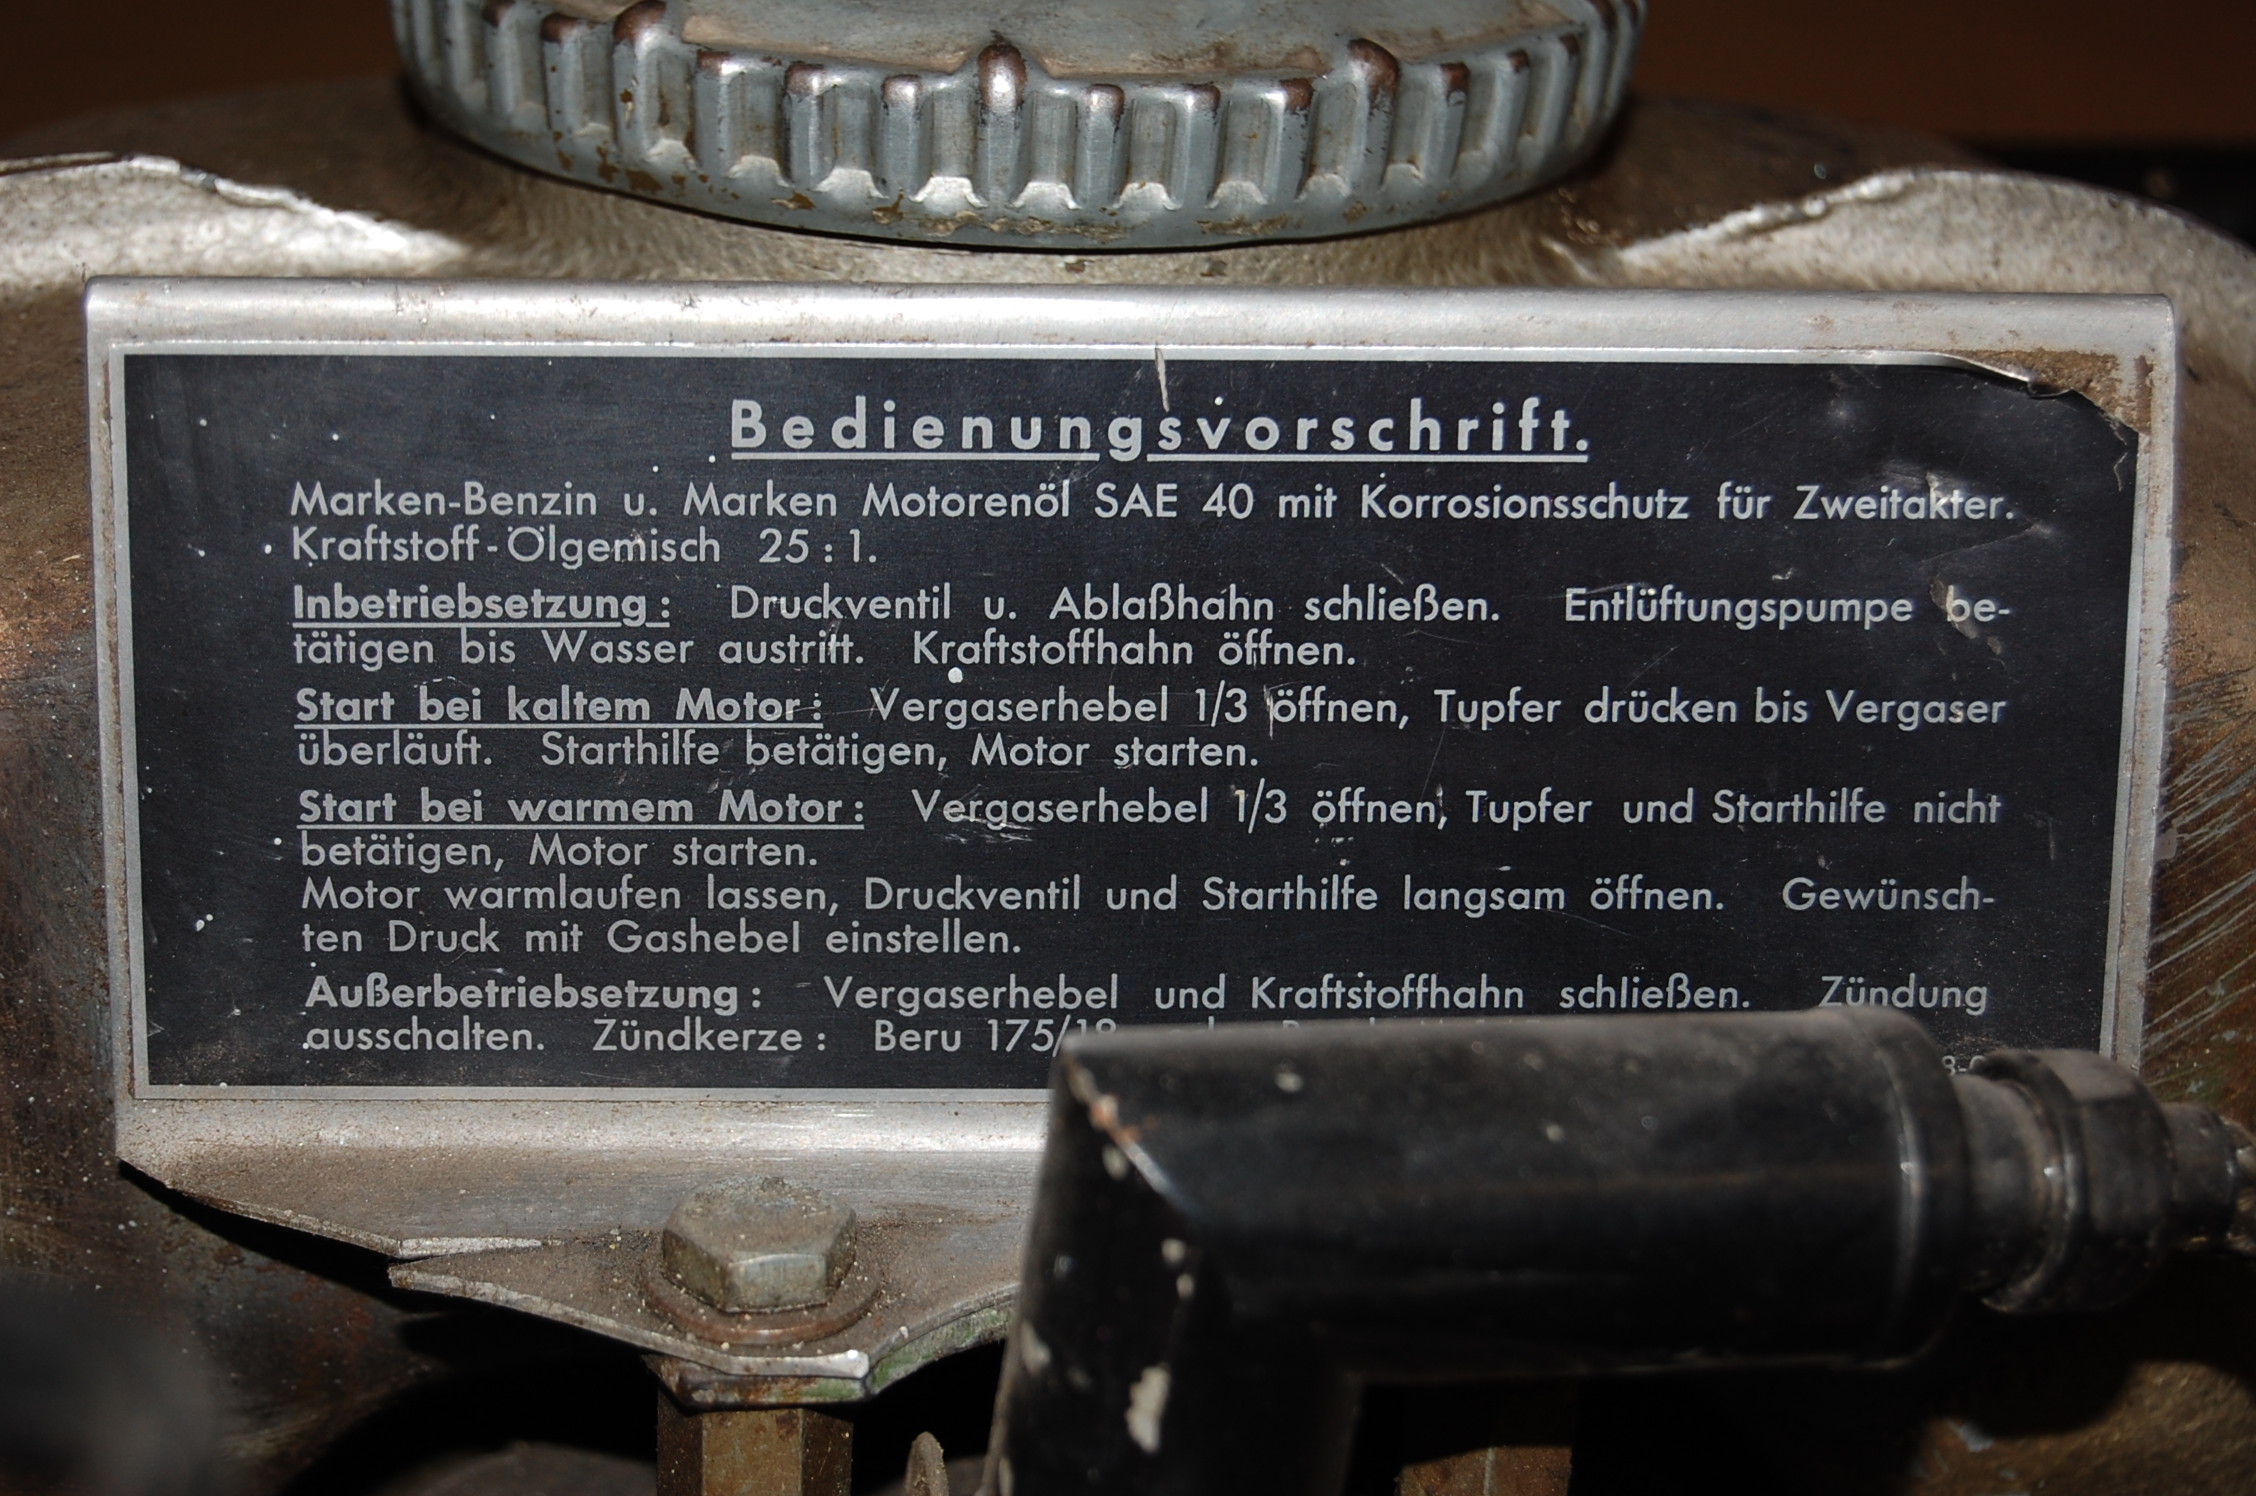 Bedienungsvorschrift.
Marken-Benzin u. Marken Motorenöl SAE 40 mit Korrosionsschutz für Zweitakter.
Kraftstoff-Ölgemisch 25:1.
Inbetriebsetzung: Druckventil u. Ablaßhahn schließen. Entlüftungspumpe be-
tätigen bis Wasser austritt. Kraftstoffhahn öffnen.
Start bei kaltem Motor: Vergaserhebel 1/3 öffnen, Tupfer drücken bis Vergaser
überläuft. Starthilfe betätigen, Motor starten.
Start bei warmem Motor: Vergaserhebel 1/3 öffnen, Tupfer und Starthilfe nicht
betätigen, Motor starten.
Motor warmlaufen lassen, Druckventil und Starthilfe langsam öffnen. Gewünsch-
ten Druck mit Gashebel einstellen.
Außerbetriebsetzung: Vergaserhebel und Kraftstoffhahn schließen. Zündung
ausschalten. Zündkerze: Beru 175/18